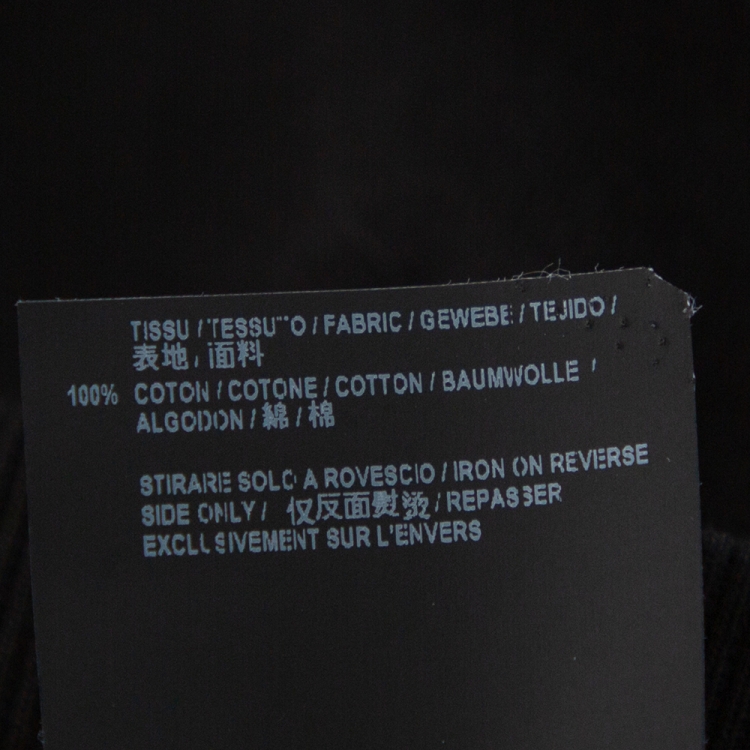 TISSU / TESSUTO / FABRIC / GEWEBE / TEJIDO /
表地, 面料
100% COTON / COTONE / COTTON / BAUMWOLLE /
ALGODON / 綿 / 棉
STIRARE SOLO A ROVESCIO / IRON ON REVERSE
SIDE ONLY / 仅反面熨烫 / REPASSER
EXCLUSIVEMENT SUR L'ENVERS